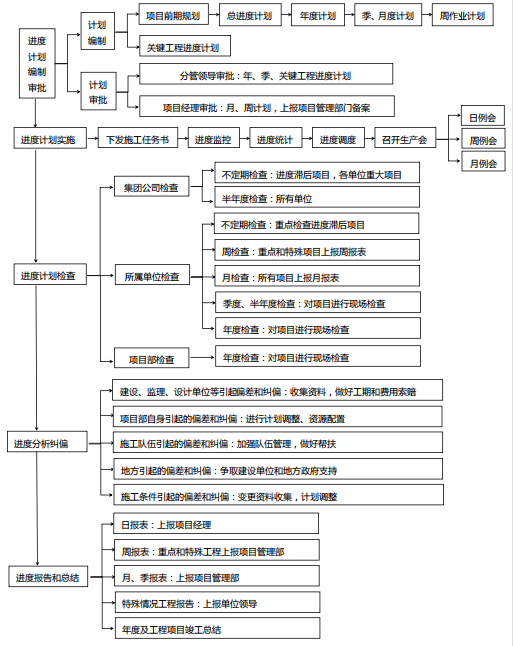 进度
计划
编制
审批
计划
编制
项目前期规划
总进度计划
年度计划
季、月度计划
周作业计划
关键工程进度计划
计划
审批
分管领导审批：年、季、关键工程进度计划
项目经理审批：月、周计划，上报项目管理部门备案
进度计划实施
下发施工任务书
进度监控
进度统计
进度调度
召开生产会
日例会
周例会
月例会
进度计划检查
集团公司检查
不定期检查：进度滞后项目，各单位重大项目
半年度检查：所有单位
所属单位检查
不定期检查：重点检查进度滞后项目
周检查：重点和特殊项目上报周报表
月检查：所有项目上报月报表
季度、半年度检查：对项目进行现场检查
年度检查：对项目进行现场检查
项目部检查
年度检查：对项目进行现场检查
进度分析纠偏
建设、监理、设计单位等引起偏差和纠偏：收集资料，做好工期和费用索赔
项目部自身引起的偏差和纠偏：进行计划调整、资源配置
施工队伍引起的偏差和纠偏：加强队伍管理，做好帮扶
地方引起的偏差和纠偏：争取建设单位和地方政府支持
施工条件引起的偏差和纠偏：变更资料收集，计划调整
进度报告和总结
日报表：上报项目经理
周报表：重点和特殊工程上报项目管理部
月、季报表：上报项目管理部
特殊情况工程报告：上报单位领导
年度及工程项目竣工总结